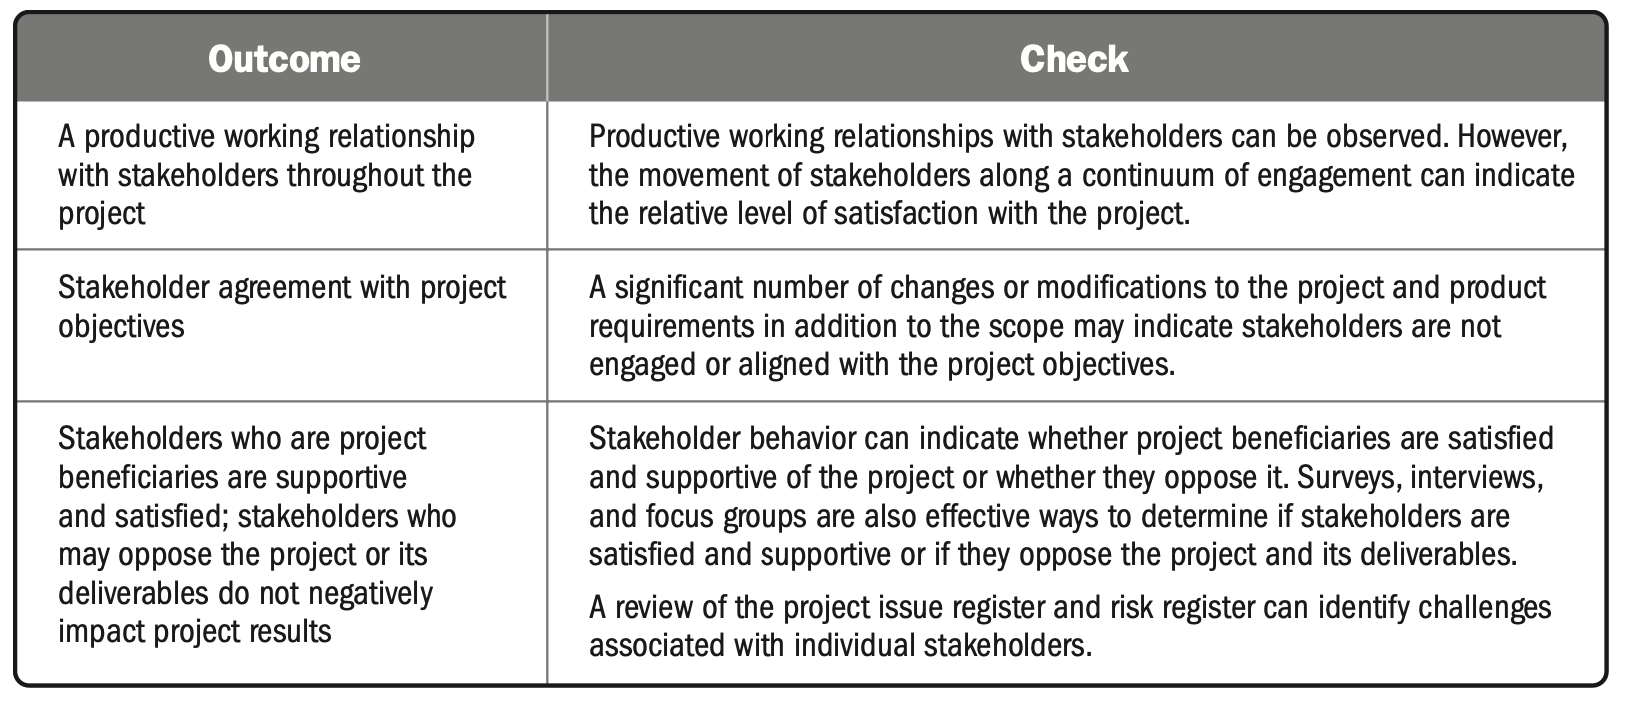 Outcome
Check
A productive working relationship
with stakeholders throughout the
project
Productive working relationships with stakeholders can be observed. However,
the movement of stakeholders along a continuum of engagement can indicate
the relative level of satisfaction with the project.
Stakeholder agreement with project
objectives
A significant number of changes or modifications to the project and product
requirements in addition to the scope may indicate stakeholders are not
engaged or aligned with the project objectives.
Stakeholders who are project
beneficiaries are supportive
and satisfied; stakeholders who
may oppose the project or its
deliverables do not negatively
impact project results
Stakeholder behavior can indicate whether project beneficiaries are satisfied
and supportive of the project or whether they oppose it. Surveys, interviews,
and focus groups are also effective ways to determine if stakeholders are
satisfied and supportive or if they oppose the project and its deliverables.
A review of the project issue register and risk register can identify challenges
associated with individual stakeholders.